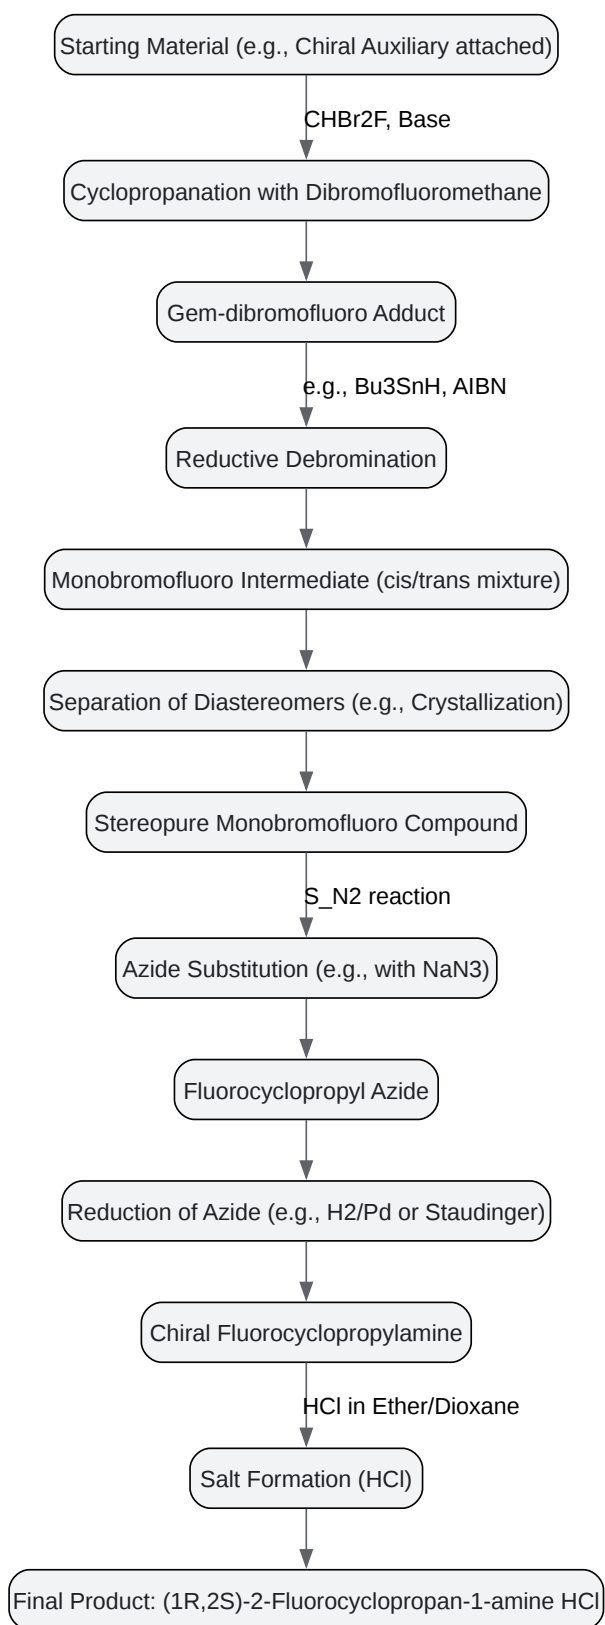 Starting Material (e.g., Chiral Auxiliary attached)
CHBr2F, Base
Cyclopropanation with Dibromofluoromethane
Gem-dibromofluoro Adduct
e.g., Bu3SnH, AIBN
Reductive Debromination
Monobromofluoro Intermediate (cis/trans mixture)
Separation of Diastereomers (e.g., Crystallization)
Stereopure Monobromofluoro Compound
S_N2 reaction
Azide Substitution (e.g., with NaN3)
Fluorocyclopropyl Azide
Reduction of Azide (e.g., H2/Pd or Staudinger)
Chiral Fluorocyclopropylamine
HCl in Ether/Dioxane
Salt Formation (HCl)
Final Product: (1R,2S)-2-Fluorocyclopropan-1-amine HCl